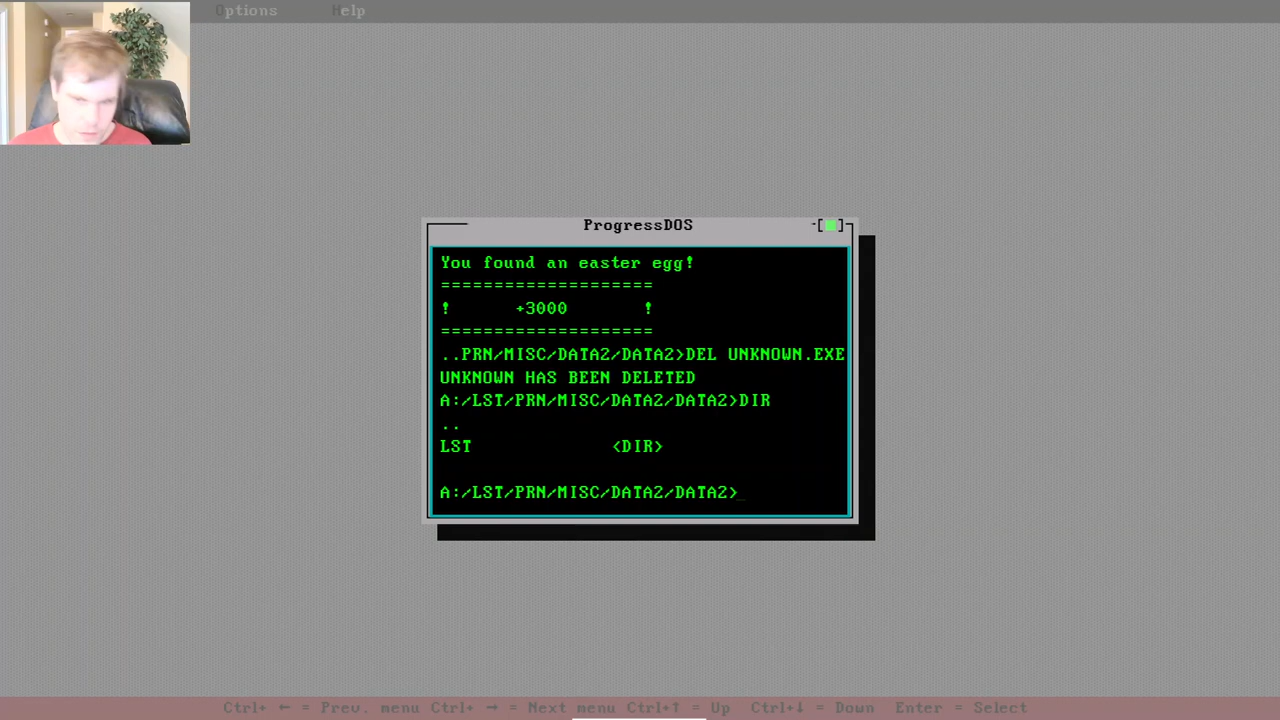 Options Help
ProgressDOS
[■]
You found an easter egg!
====================
! +3000 !
====================
..PRN/MISC/DATA2/DATA2>DEL UNKNOWN.EXE
UNKNOWN HAS BEEN DELETED
A:/LST/PRN/MISC/DATA2/DATA2>DIR
..
LST <DIR>
A:/LST/PRN/MISC/DATA2/DATA2>_
Ctrl+ ← = Prev. menu Ctrl+ → = Next menu Ctrl+↑ = Up Ctrl+↓ = Down Enter = Select